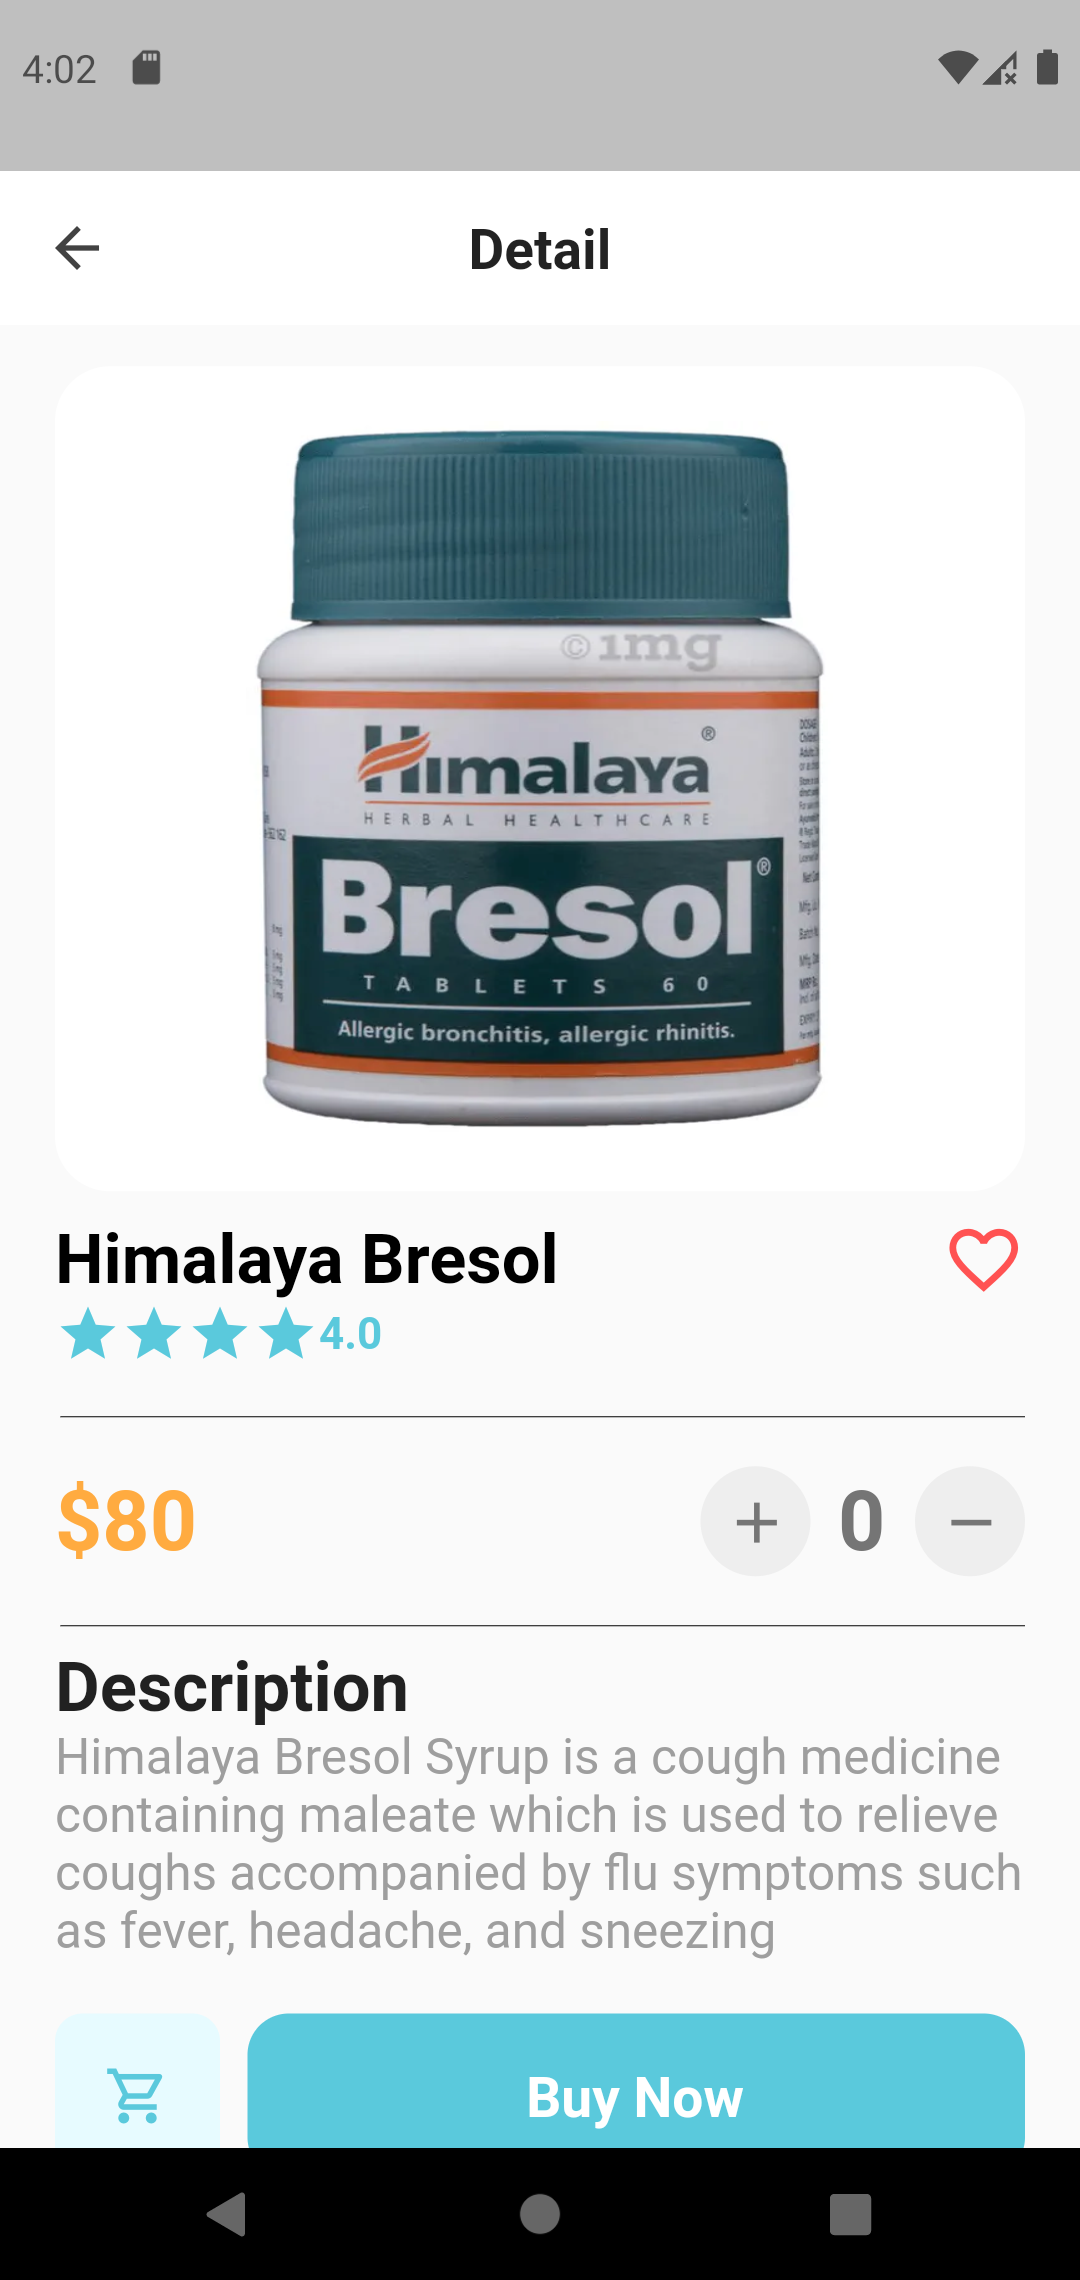 4:02
Detail
©1mg
Himalaya®
HERBAL HEALTHCARE
Bresol®
TABLETS 60
Allergic bronchitis, allergic rhinitis.
Himalaya Bresol
4.0
$80
0
Description
Himalaya Bresol Syrup is a cough medicine
containing maleate which is used to relieve
coughs accompanied by flu symptoms such
as fever, headache, and sneezing
Buy Now